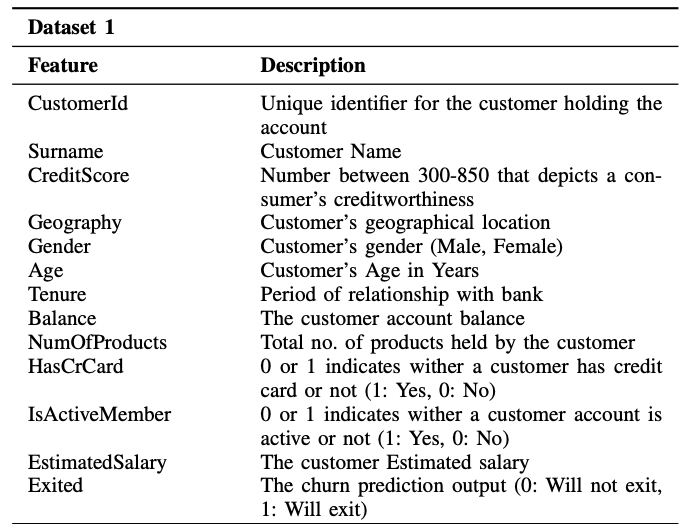 Dataset 1
Feature Description
CustomerId Unique identifier for the customer holding the
account
Surname Customer Name
CreditScore Number between 300-850 that depicts a con-
sumer's creditworthiness
Geography Customer's geographical location
Gender Customer's gender (Male, Female)
Age Customer's Age in Years
Tenure Period of relationship with bank
Balance The customer account balance
NumOfProducts Total no. of products held by the customer
HasCrCard 0 or 1 indicates wither a customer has credit
card or not (1: Yes, 0: No)
IsActiveMember 0 or 1 indicates wither a customer account is
active or not (1: Yes, 0: No)
EstimatedSalary The customer Estimated salary
Exited The churn prediction output (0: Will not exit,
1: Will exit)